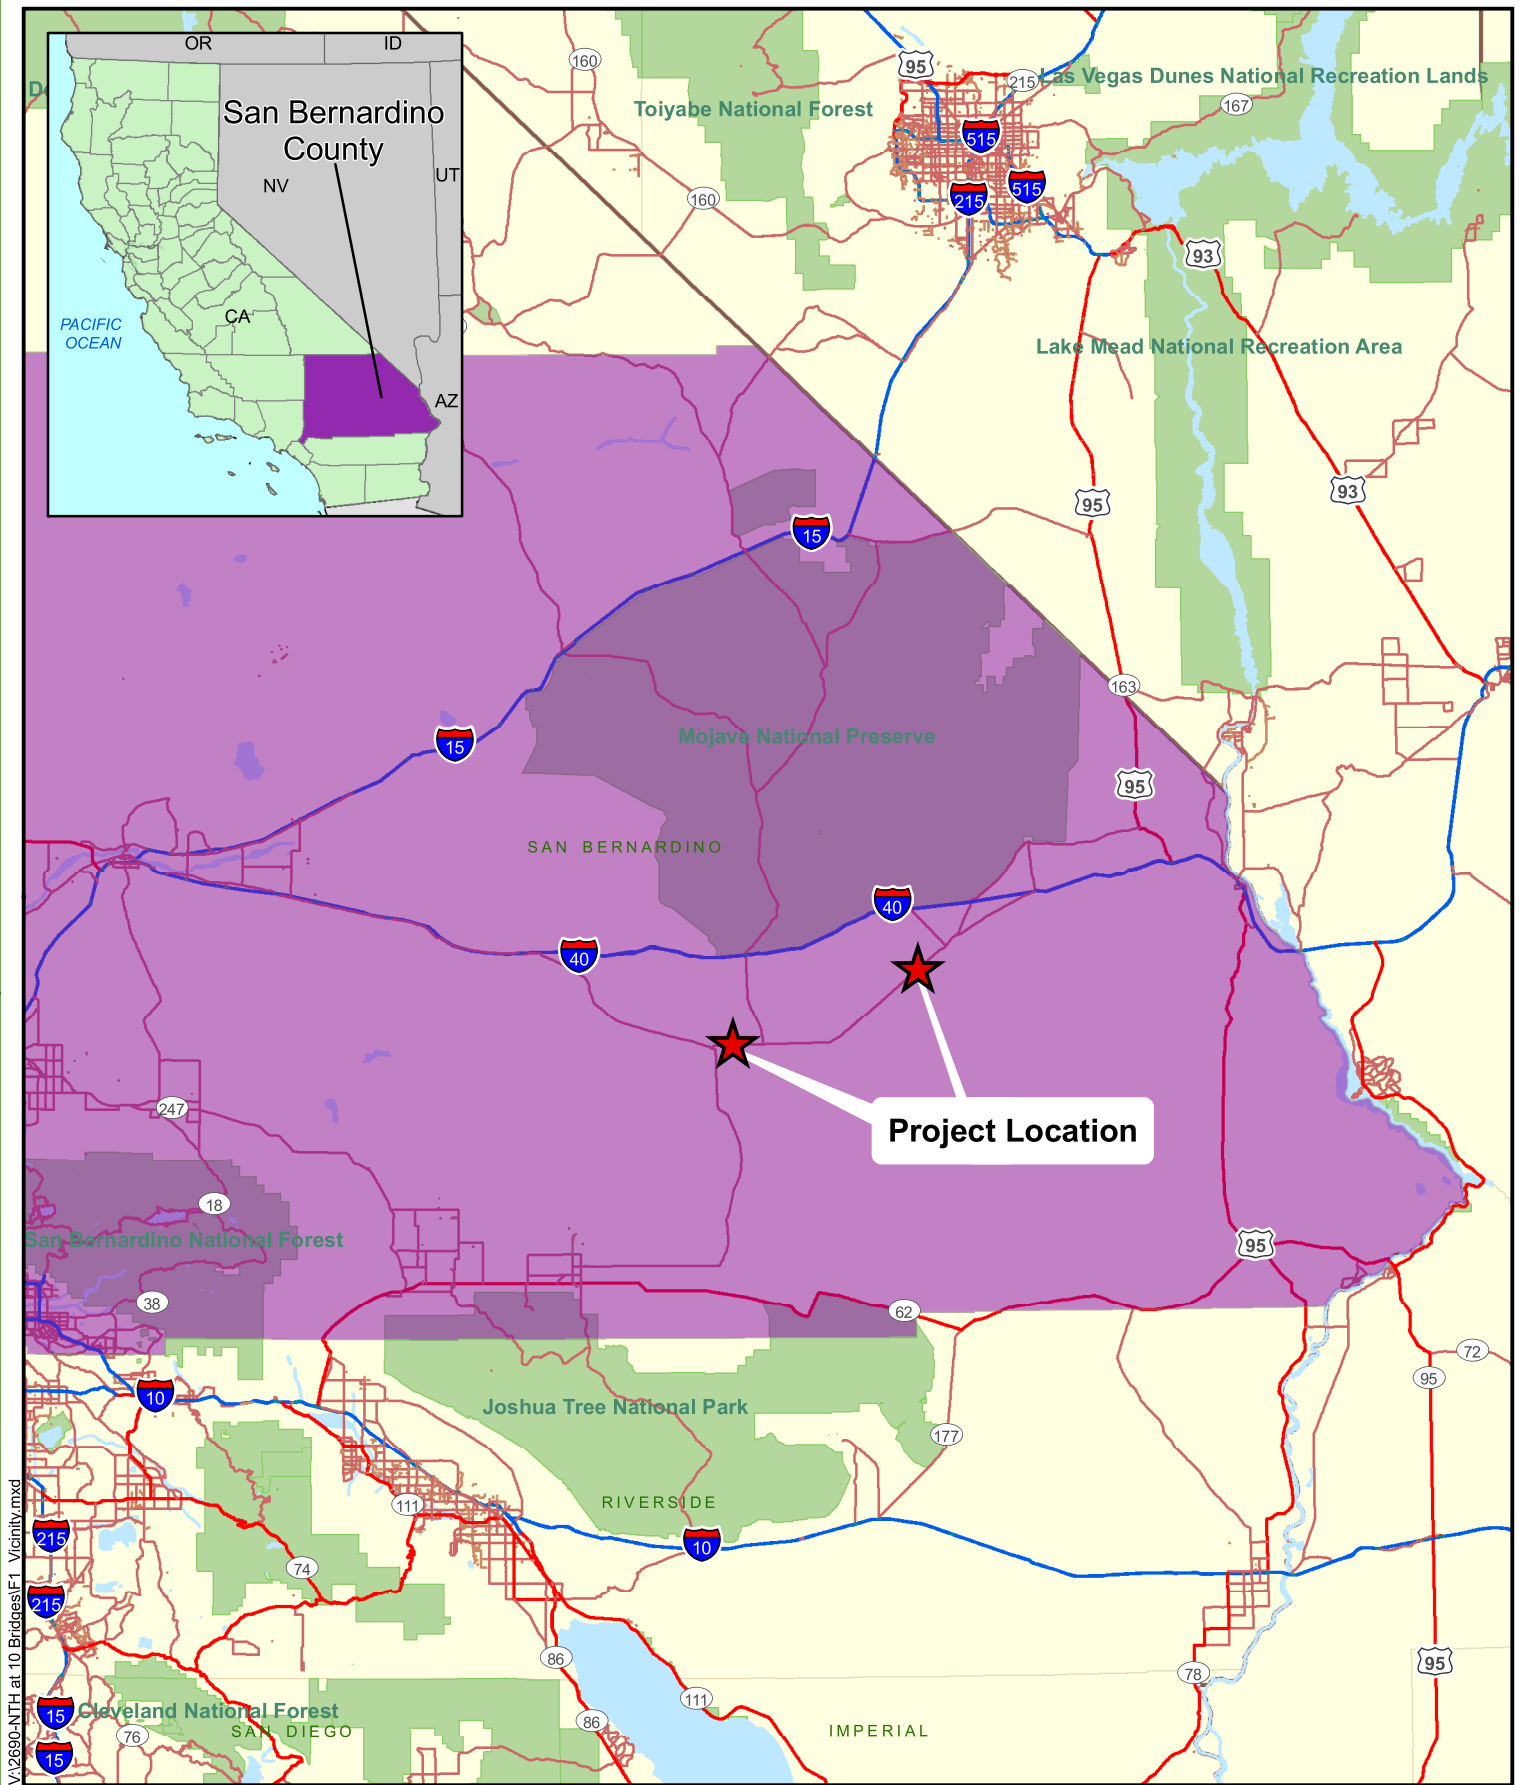 OR
ID
San Bernardino
County
NV
UT
CA
PACIFIC
OCEAN
AZ
160
Toiyabe National Forest
95
215
Las Vegas Dunes National Recreation Lands
167
515
160
215
515
93
Lake Mead National Recreation Area
15
95
93
163
Mojave National Preserve
15
95
SAN BERNARDINO
40
40
Project Location
247
18
San Bernardino National Forest
95
38
62
72
10
95
Joshua Tree National Park
177
111
RIVERSIDE
215
10
74
215
86
95
78
111
15
Cleveland National Forest
86
76
SAN DIEGO
IMPERIAL
15
V:\2690-NTH at 10 Bridges\F1 Vicinity.mxd